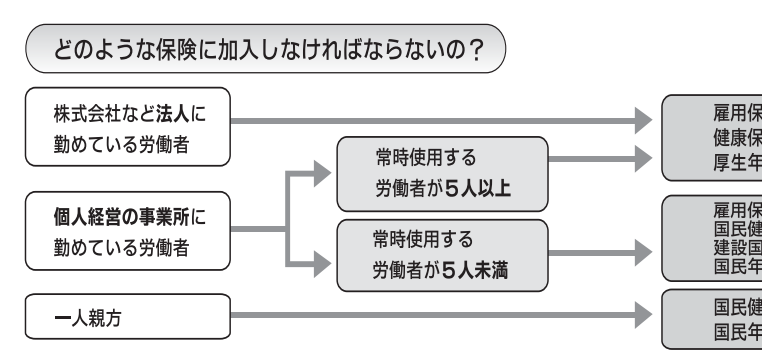 どのような保険に加入しなければならないの？
株式会社など法人に
勤めている労働者
個人経営の事業所に
勤めている労働者
常時使用する
労働者が５人以上
常時使用する
労働者が５人未満
一人親方
雇用保
健康保
厚生年
雇用保
国民健
建設国
国民年
国民健
国民年